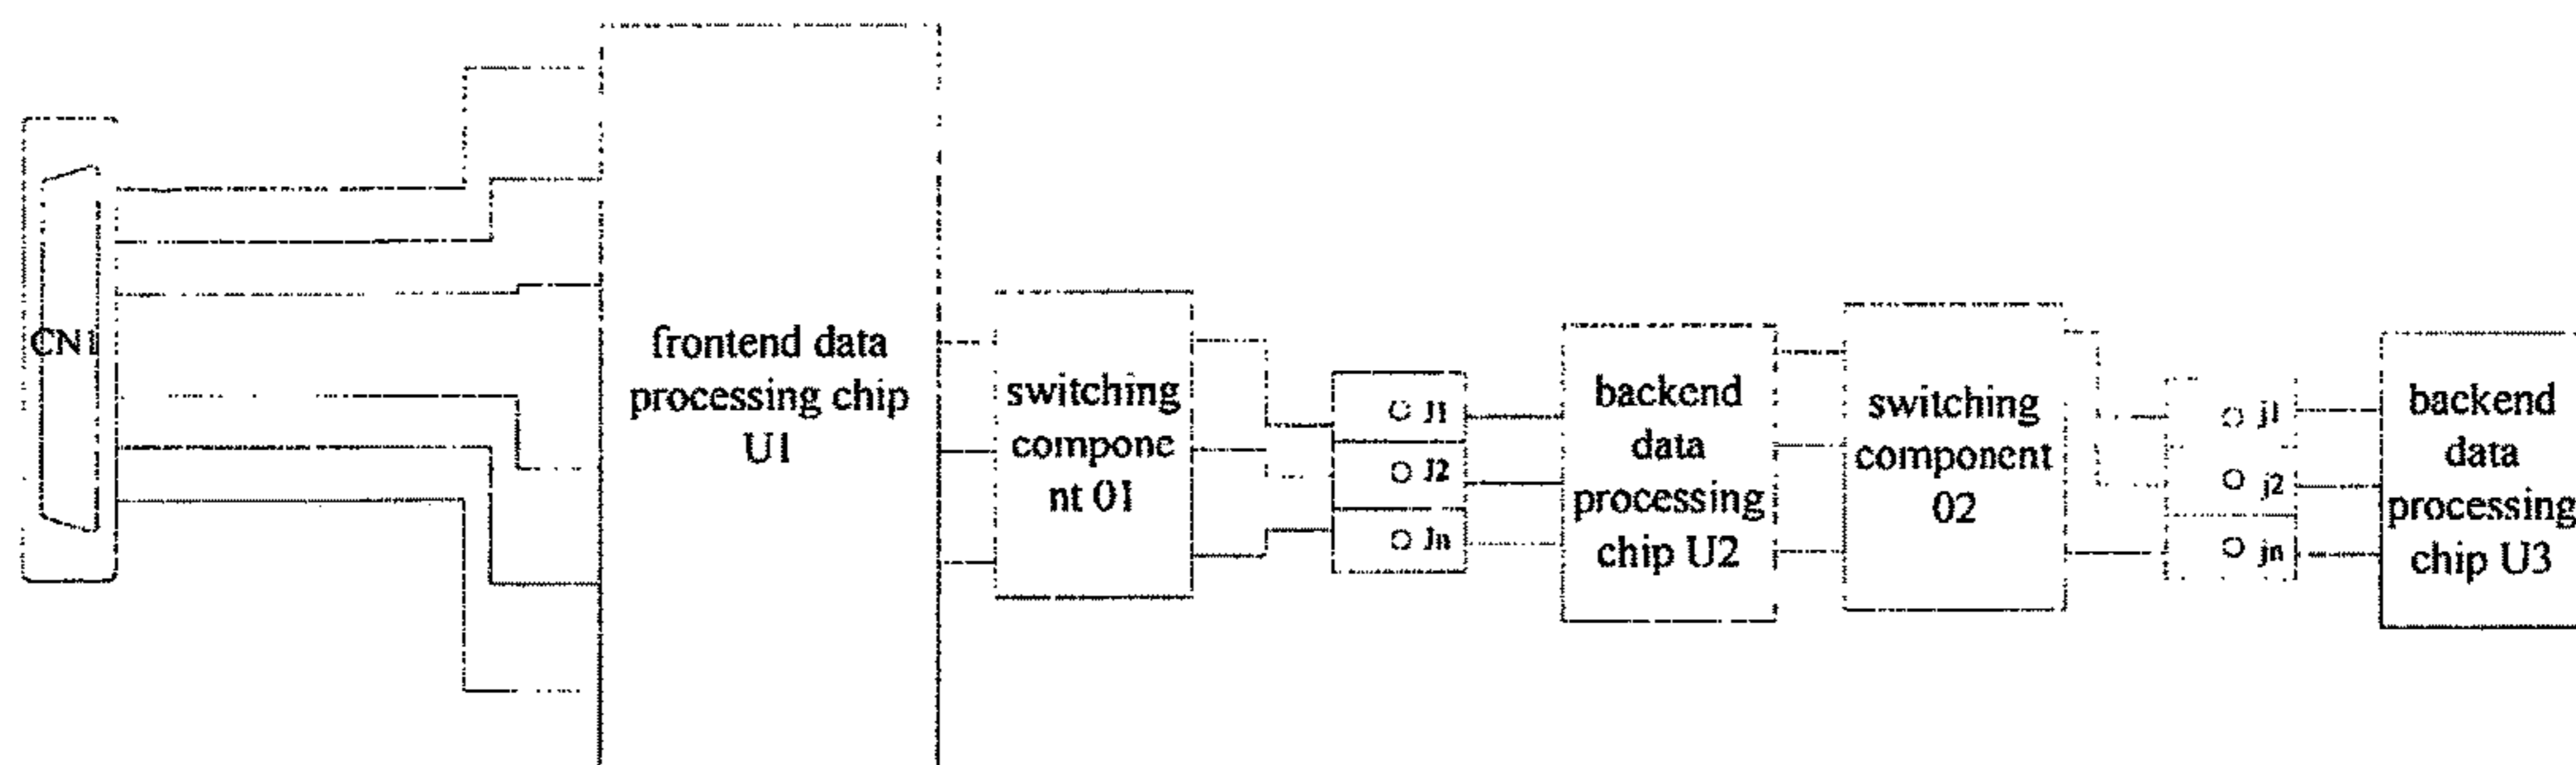 CN1
frontend data
processing chip
U1
switching
compone
nt 01
J1
J2
Jn
backend
data
processing
chip U2
switching
component
02
j1
j2
jn
backend
data
processing
chip U3